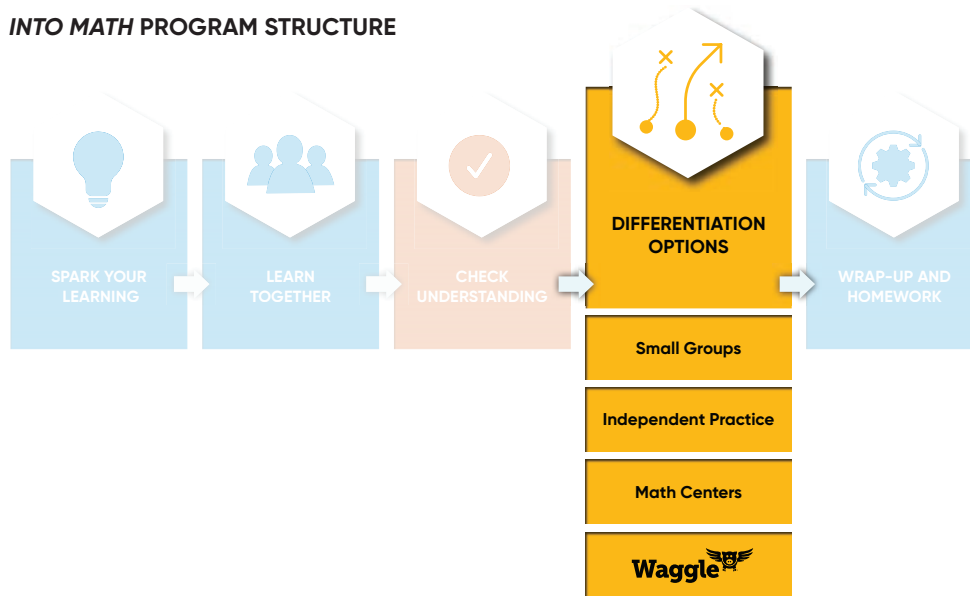 INTO MATH PROGRAM STRUCTURE
SPARK YOUR
LEARNING
LEARN
TOGETHER
CHECK
UNDERSTANDING
DIFFERENTIATION
OPTIONS
WRAP-UP AND
HOMEWORK
Small Groups
Independent Practice
Math Centers
Waggle